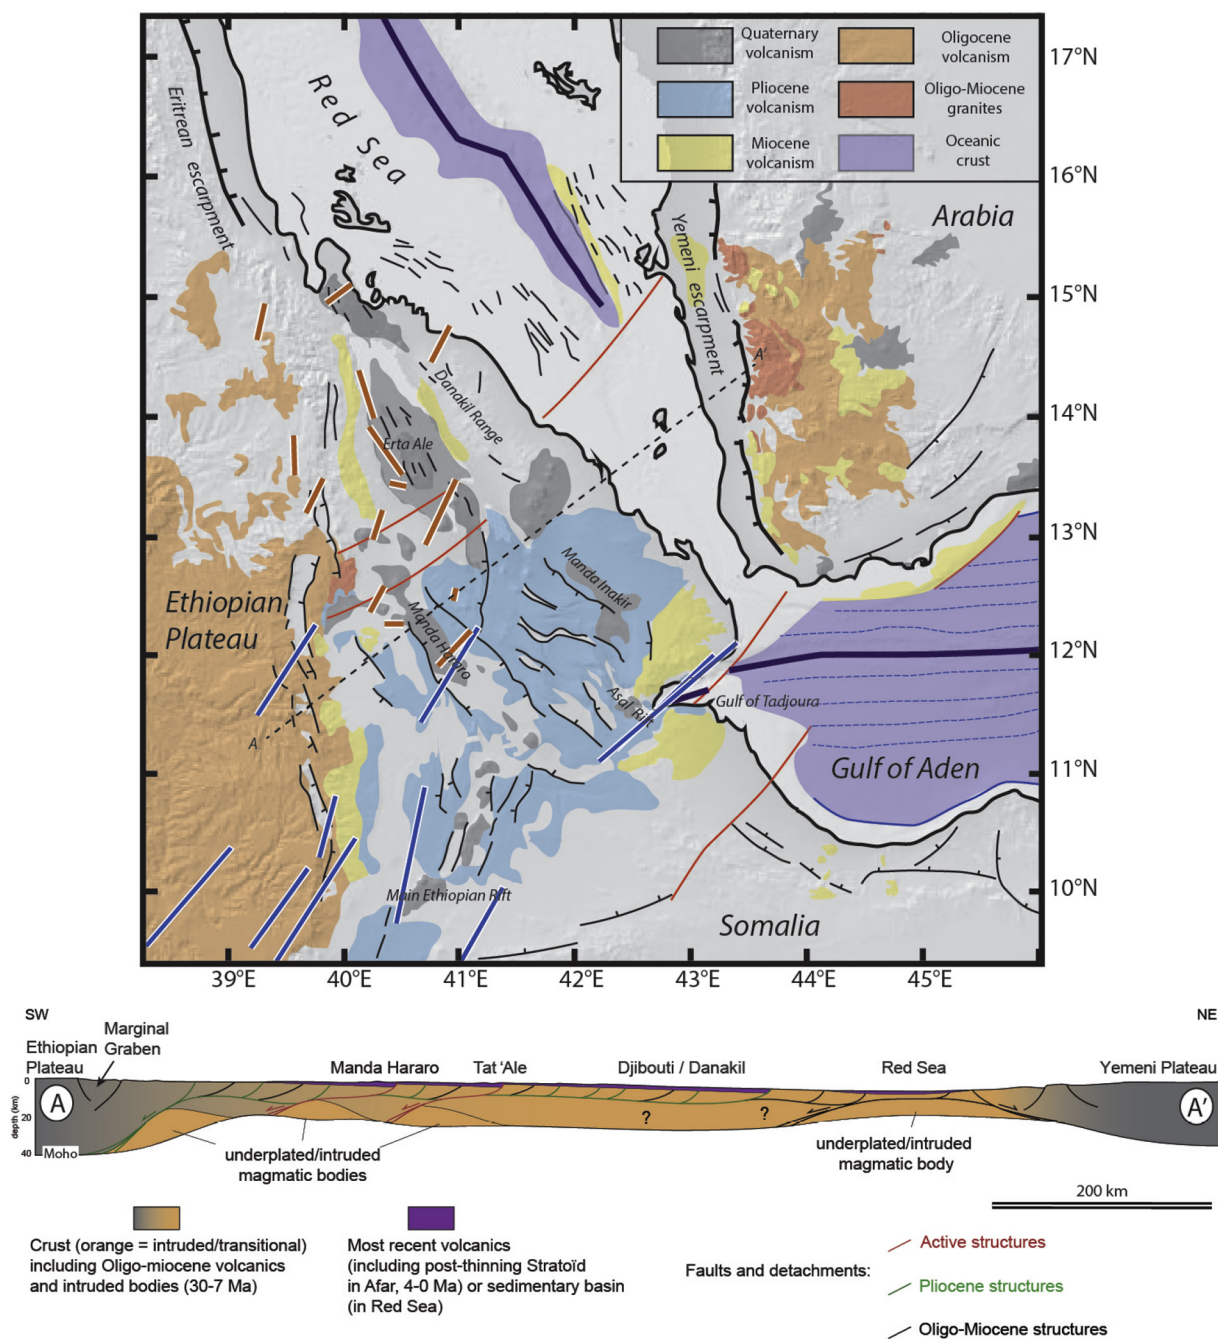 Quaternary
volcanism
Oligocene
volcanism
Pliocene
volcanism
Oligo-Miocene
granites
Miocene
volcanism
Oceanic
crust
17°N
16°N
15°N
14°N
13°N
12°N
11°N
10°N
Red Sea
Eritrean escarpment
Yemeni escarpment
Arabia
A'
Danakil Range
Erta Ale
Manda Inakir
Ethiopian
Plateau
Manda Hararo
Asal Rift
Gulf of Tadjoura
A
Gulf of Aden
Main Ethiopian Rift
Somalia
39°E
40°E
41°E
42°E
43°E
44°E
45°E
SW
NE
Marginal
Graben
Ethiopian
Plateau
Manda Hararo
Tat 'Ale
Djibouti / Danakil
Red Sea
Yemeni Plateau
0
20
40
depth (km)
A
A'
Moho
?
?
underplated/intruded
magmatic bodies
underplated/intruded
magmatic body
200 km
Crust (orange = intruded/transitional)
including Oligo-miocene volcanics
and intruded bodies (30-7 Ma)
Most recent volcanics
(including post-thinning Stratoïd
in Afar, 4-0 Ma) or sedimentary basin
(in Red Sea)
Faults and detachments:
Active structures
Pliocene structures
Oligo-Miocene structures